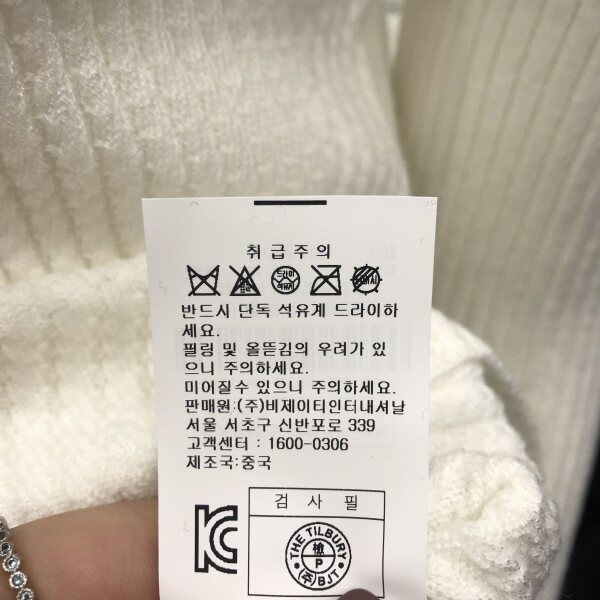 취급주의
드라이
석유계
반드시 단독 석유계 드라이하
세요.
필링 및 올뜯김의 우려가 있
으니 주의하세요.
미어질수 있으니 주의하세요.
판매원:(주)비제이티인터내셔날
서울 서초구 신반포로 339
고객센터 : 1600-0306
제조국:중국
검 사 필
THE TILBURY
檢
P
(주)BJT